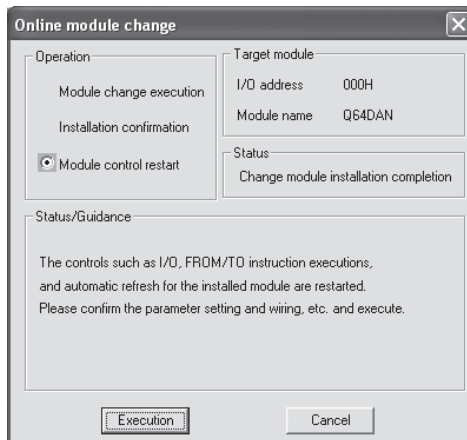 Online module change
Operation
Module change execution
Installation confirmation
Module control restart
Target module
I/O address 000H
Module name Q64DAN
Status
Change module installation completion
Status/Guidance
The controls such as I/O, FROM/TO instruction executions,
and automatic refresh for the installed module are restarted.
Please confirm the parameter setting and wiring, etc. and execute.
Execution Cancel